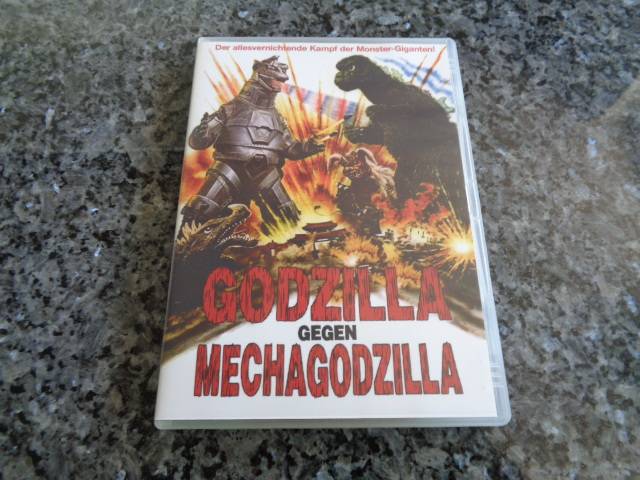 Der allesvernichtende Kampf der Monster-Giganten!
GODZILLA
GEGEN
MECHAGODZILLA